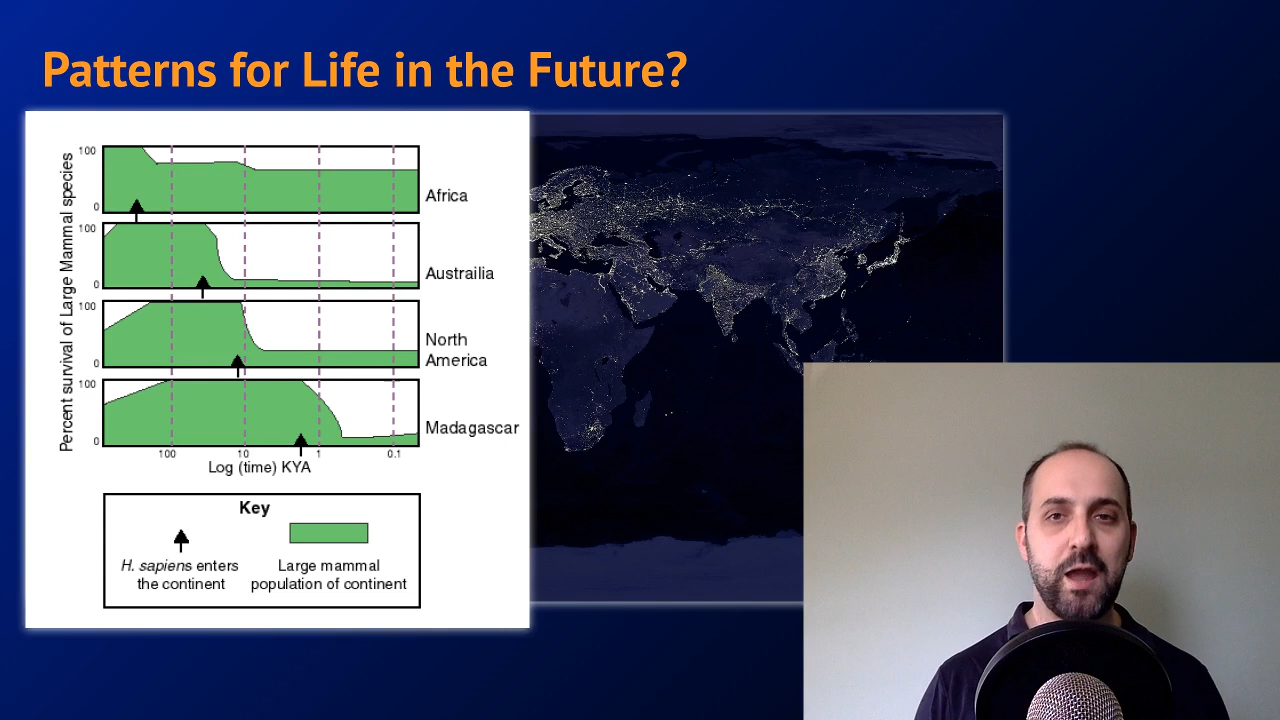 Patterns for Life in the Future?
Percent survival of Large Mammal species
100
0
Africa
100
0
Austrailia
100
0
North
America
100
0
Madagascar
100 10 1 0.1
Log (time) KYA
Key
H. sapiens enters
the continent
Large mammal
population of continent